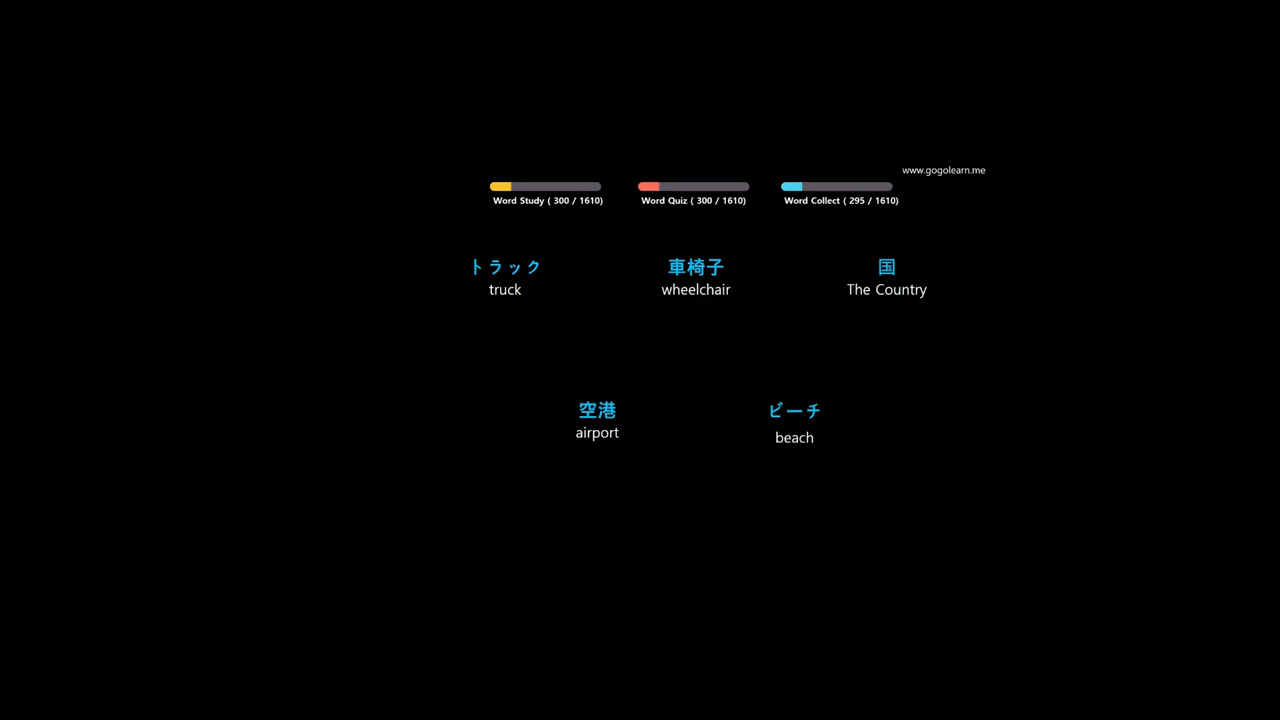 www.gogolearn.me
Word Study ( 300 / 1610)
Word Quiz ( 300 / 1610)
Word Collect ( 295 / 1610)
トラック
truck
車椅子
wheelchair
国
The Country
空港
airport
ビーチ
beach